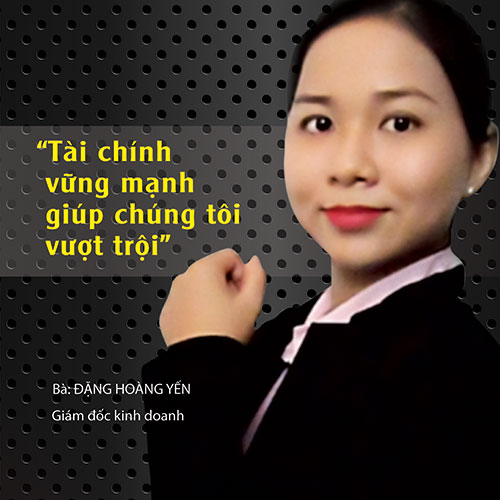 “Tài chính
vững mạnh
giúp chúng tôi
vượt trội”
Bà: ĐẶNG HOÀNG YẾN
Giám đốc kinh doanh